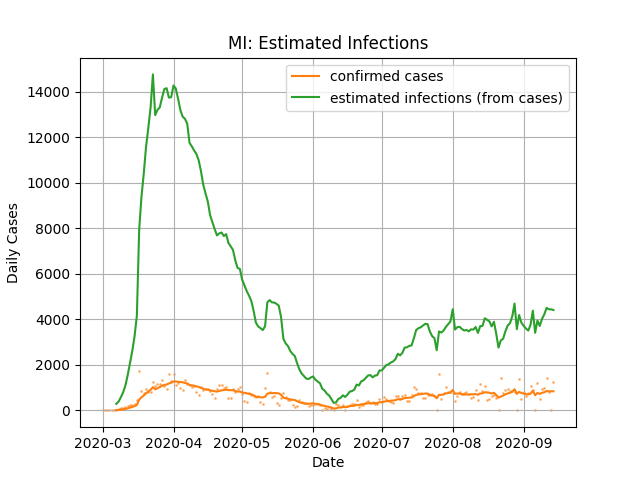 MI: Estimated Infections
confirmed cases
estimated infections (from cases)
14000
12000
10000
8000
6000
4000
2000
0
Daily Cases
2020-03 2020-04 2020-05 2020-06 2020-07 2020-08 2020-09
Date